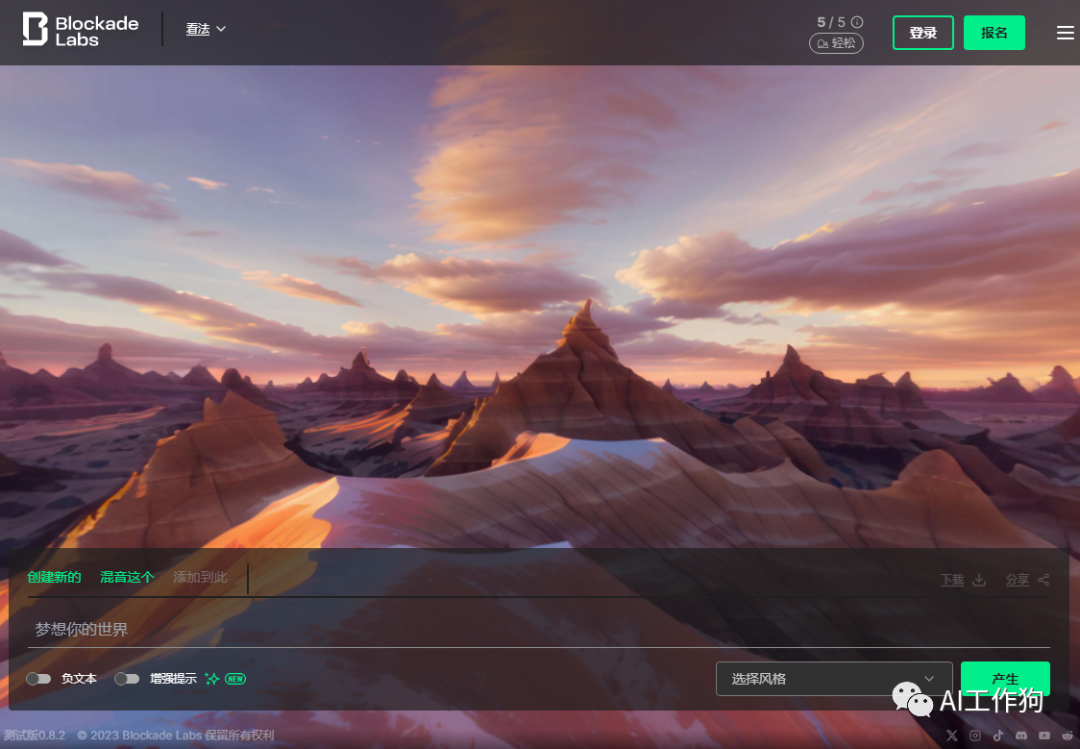 Blockade
Labs
看法
5 / 5
轻松
登录
报名
创建新的
混音这个
添加到此
下载
分享
梦想你的世界
负文本
增强提示
NEW
选择风格
产生
AI工作狗
测试版0.8.2
© 2023 Blockade Labs 保留所有权利